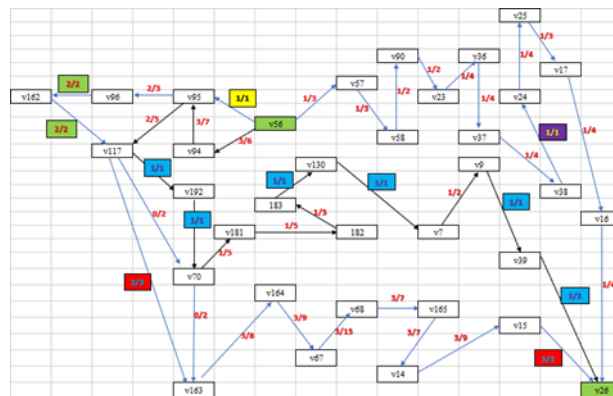 v25
1/3
v90
v36
1/2
v17
2/2
2/3
v95
v57
1/4
1/4
v162
v96
1/1
1/3
1/2
v23
v24
v56
1/3
1/4
2/2
2/5
3/7
3/6
v58
v37
1/1
1/4
v117
v94
v130
v9
1/4
1/1
1/1
1/1
1/2
v38
v192
1/1
183
v16
0/2
1/1
v181
1/3
182
v7
1/5
v39
v70
1/5
1/4
v164
1/1
0/2
v68
3/7
v165
3/8
3/9
3/15
v15
3/7
v67
3/9
v14
v163
v26